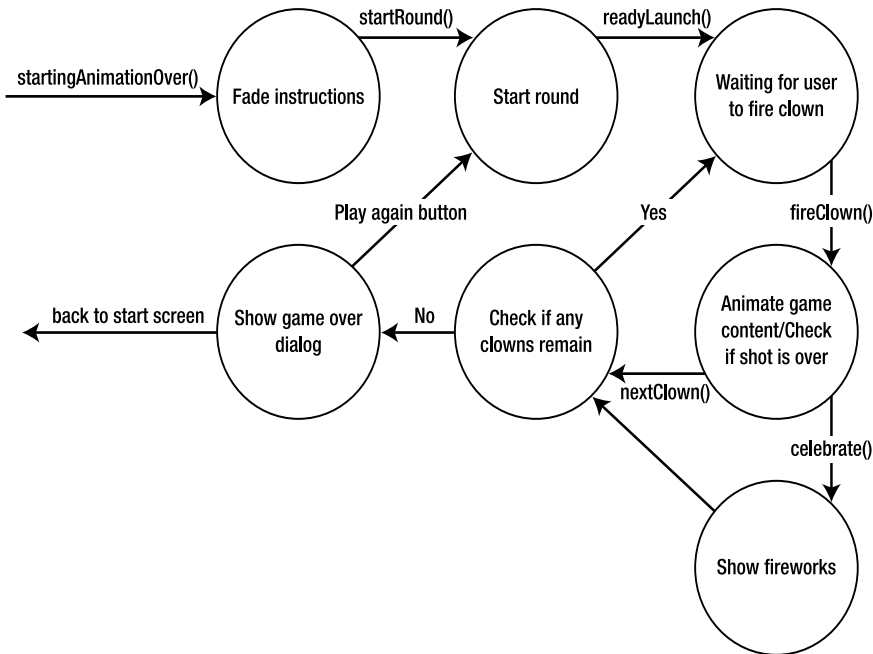 startRound()
readyLaunch()
startingAnimationOver()
Fade instructions
Start round
Waiting for user
to fire clown
Play again button
Yes
fireClown()
back to start screen
Show game over
dialog
No
Check if any
clowns remain
Animate game
content/Check
if shot is over
nextClown()
celebrate()
Show fireworks